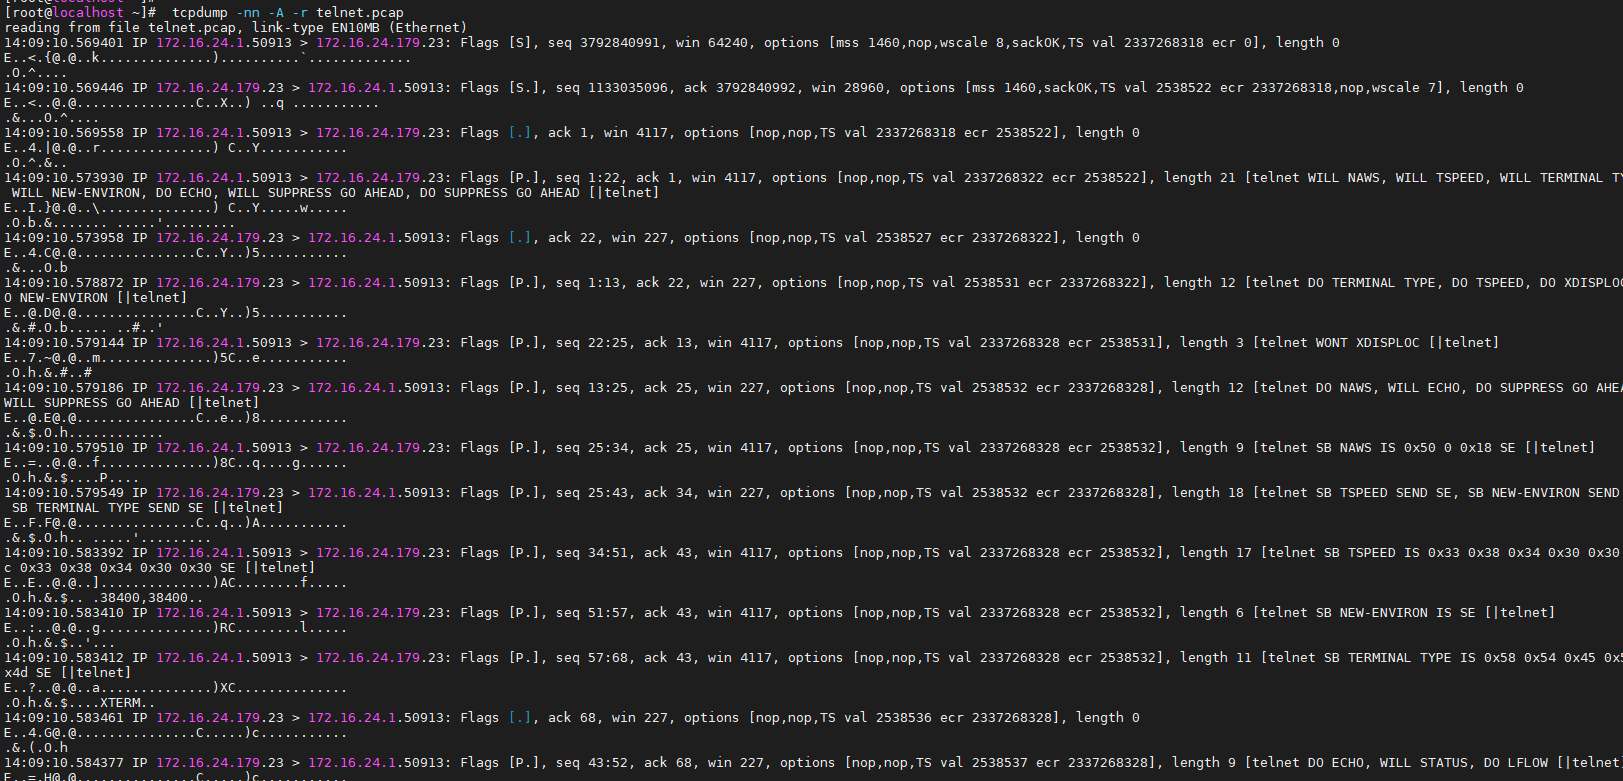 [root@localhost ~]#  tcpdump -nn -A -r telnet.pcap
reading from file telnet.pcap, link-type EN10MB (Ethernet)
14:09:10.569401 IP 172.16.24.1.50913 > 172.16.24.179.23: Flags [S], seq 3792840991, win 64240, options [mss 1460,nop,wscale 8,sackOK,TS val 2337268318 ecr 0], length 0
E..<.{@.@..k..............)..........`.............
.O.^....
14:09:10.569446 IP 172.16.24.179.23 > 172.16.24.1.50913: Flags [S.], seq 1133035096, ack 3792840992, win 28960, options [mss 1460,sackOK,TS val 2538522 ecr 2337268318,nop,wscale 7], length 0
E..<..@.@...............C..X..) ..q ...........
.&...O.^....
14:09:10.569558 IP 172.16.24.1.50913 > 172.16.24.179.23: Flags [.], ack 1, win 4117, options [nop,nop,TS val 2337268318 ecr 2538522], length 0
E..4.|@.@..r..............) C..Y...........
.O.^.&..
14:09:10.573930 IP 172.16.24.1.50913 > 172.16.24.179.23: Flags [P.], seq 1:22, ack 1, win 4117, options [nop,nop,TS val 2337268322 ecr 2538522], length 21 [telnet WILL NAWS, WILL TSPEED, WILL TERMINAL TY
 WILL NEW-ENVIRON, DO ECHO, WILL SUPPRESS GO AHEAD, DO SUPPRESS GO AHEAD [|telnet]
E..I.}@.@..\..............) C..Y.....w.....
.O.b.&....... .....'.........
14:09:10.573958 IP 172.16.24.179.23 > 172.16.24.1.50913: Flags [.], ack 22, win 227, options [nop,nop,TS val 2538527 ecr 2337268322], length 0
E..4.C@.@...............C..Y..)5...........
.&...O.b
14:09:10.578872 IP 172.16.24.179.23 > 172.16.24.1.50913: Flags [P.], seq 1:13, ack 22, win 227, options [nop,nop,TS val 2538531 ecr 2337268322], length 12 [telnet DO TERMINAL TYPE, DO TSPEED, DO XDISPLOC
O NEW-ENVIRON [|telnet]
E..@.D@.@...............C..Y..)5...........
.&.#.O.b..... ..#..'
14:09:10.579144 IP 172.16.24.1.50913 > 172.16.24.179.23: Flags [P.], seq 22:25, ack 13, win 4117, options [nop,nop,TS val 2337268328 ecr 2538531], length 3 [telnet WONT XDISPLOC [|telnet]
E..7.~@.@..m..............)5C..e...........
.O.h.&.#..#
14:09:10.579186 IP 172.16.24.179.23 > 172.16.24.1.50913: Flags [P.], seq 13:25, ack 25, win 227, options [nop,nop,TS val 2538532 ecr 2337268328], length 12 [telnet DO NAWS, WILL ECHO, DO SUPPRESS GO AHEA
WILL SUPPRESS GO AHEAD [|telnet]
E..@.E@.@...............C..e..)8...........
.&.$.O.h............
14:09:10.579510 IP 172.16.24.1.50913 > 172.16.24.179.23: Flags [P.], seq 25:34, ack 25, win 4117, options [nop,nop,TS val 2337268328 ecr 2538532], length 9 [telnet SB NAWS IS 0x50 0 0x18 SE [|telnet]
E..=..@.@..f..............)8C..q....g......
.O.h.&.$....P....
14:09:10.579549 IP 172.16.24.179.23 > 172.16.24.1.50913: Flags [P.], seq 25:43, ack 34, win 227, options [nop,nop,TS val 2538532 ecr 2337268328], length 18 [telnet SB TSPEED SEND SE, SB NEW-ENVIRON SEND
 SB TERMINAL TYPE SEND SE [|telnet]
E..F.F@.@...............C..q..)A...........
.&.$.O.h.. .....'.........
14:09:10.583392 IP 172.16.24.1.50913 > 172.16.24.179.23: Flags [P.], seq 34:51, ack 43, win 4117, options [nop,nop,TS val 2337268328 ecr 2538532], length 17 [telnet SB TSPEED IS 0x33 0x38 0x34 0x30 0x30
c 0x33 0x38 0x34 0x30 0x30 SE [|telnet]
E..E..@.@..]..............)AC........f.....
.O.h.&.$.. .38400,38400..
14:09:10.583410 IP 172.16.24.1.50913 > 172.16.24.179.23: Flags [P.], seq 51:57, ack 43, win 4117, options [nop,nop,TS val 2337268328 ecr 2538532], length 6 [telnet SB NEW-ENVIRON IS SE [|telnet]
E..:..@.@..g..............)RC........l.....
.O.h.&.$..'...
14:09:10.583412 IP 172.16.24.1.50913 > 172.16.24.179.23: Flags [P.], seq 57:68, ack 43, win 4117, options [nop,nop,TS val 2337268328 ecr 2538532], length 11 [telnet SB TERMINAL TYPE IS 0x58 0x54 0x45 0x5
x4d SE [|telnet]
E..?..@.@..a..............)XC..............
.O.h.&.$....XTERM..
14:09:10.583461 IP 172.16.24.179.23 > 172.16.24.1.50913: Flags [.], ack 68, win 227, options [nop,nop,TS val 2538536 ecr 2337268328], length 0
E..4.G@.@...............C.....)c...........
.&.(.O.h
14:09:10.584377 IP 172.16.24.179.23 > 172.16.24.1.50913: Flags [P.], seq 43:52, ack 68, win 227, options [nop,nop,TS val 2538537 ecr 2337268328], length 9 [telnet DO ECHO, WILL STATUS, DO LFLOW [|telnet
E..=.H@.@...............C.....)c...........